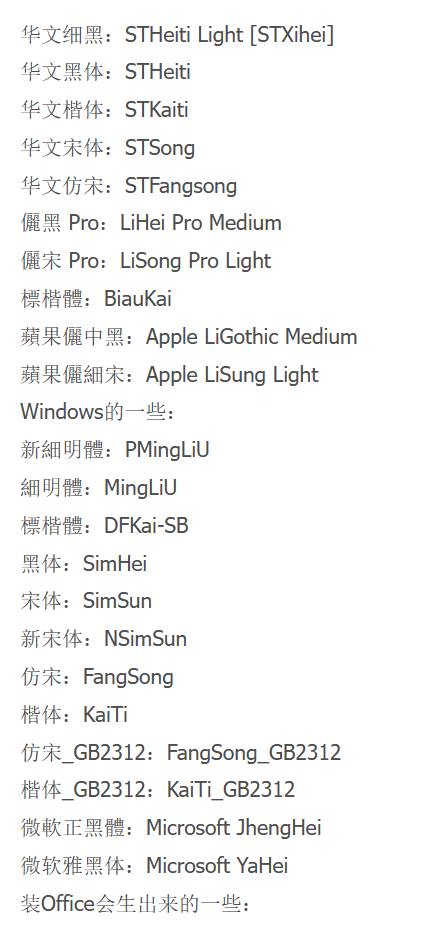 华文细黑：STHeiti Light [STXihei]
华文黑体：STHeiti
华文楷体：STKaiti
华文宋体：STSong
华文仿宋：STFangsong
儷黑 Pro：LiHei Pro Medium
儷宋 Pro：LiSong Pro Light
標楷體：BiauKai
蘋果儷中黑：Apple LiGothic Medium
蘋果儷細宋：Apple LiSung Light
Windows的一些：
新細明體：PMingLiU
細明體：MingLiU
標楷體：DFKai-SB
黑体：SimHei
宋体：SimSun
新宋体：NSimSun
仿宋：FangSong
楷体：KaiTi
仿宋_GB2312：FangSong_GB2312
楷体_GB2312：KaiTi_GB2312
微軟正黑體：Microsoft JhengHei
微软雅黑体：Microsoft YaHei
装Office会生出来的一些：